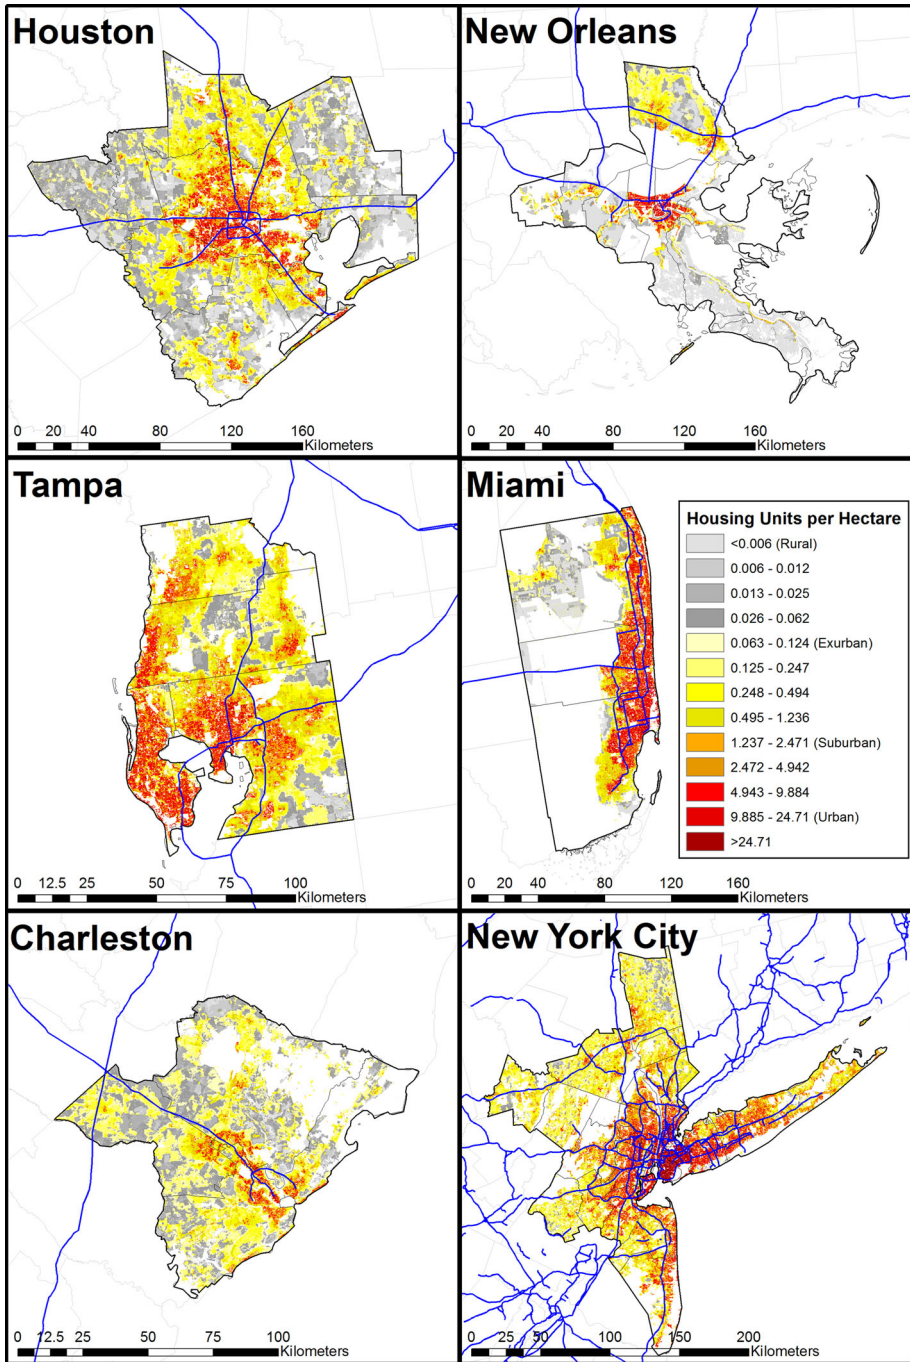 Houston
0 20 40 80 120 160
Kilometers
New Orleans
0 20 40 80 120 160
Kilometers
Tampa
0 12.5 25 50 75 100
Kilometers
Miami
Housing Units per Hectare
<0.006 (Rural)
0.006 - 0.012
0.013 - 0.025
0.026 - 0.062
0.063 - 0.124 (Exurban)
0.125 - 0.247
0.248 - 0.494
0.495 - 1.236
1.237 - 2.471 (Suburban)
2.472 - 4.942
4.943 - 9.884
9.885 - 24.71 (Urban)
>24.71
0 20 40 80 120 160
Kilometers
Charleston
0 12.5 25 50 75 100
Kilometers
New York City
0 25 50 100 150 200
Kilometers